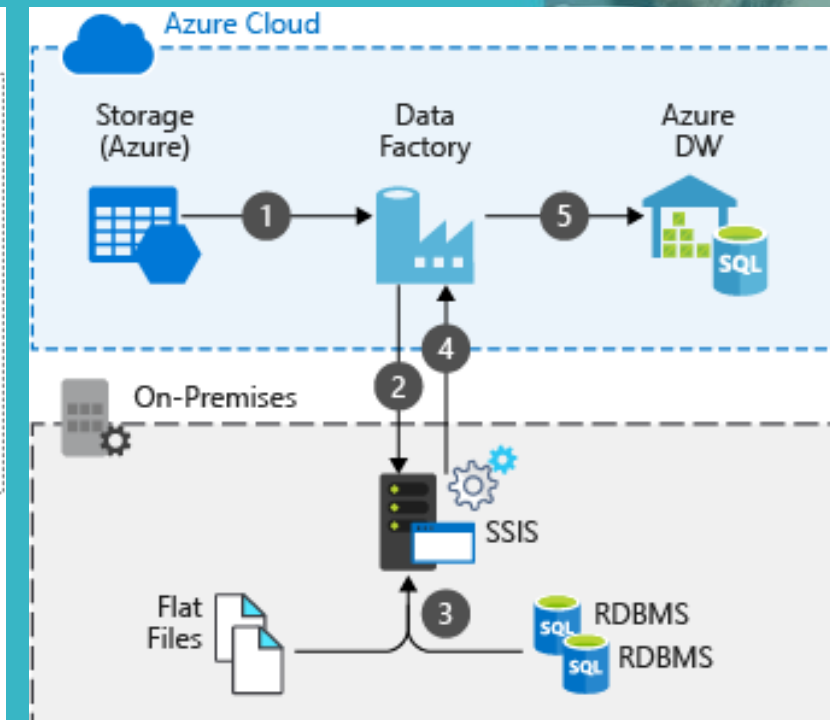 Azure Cloud
Storage
(Azure)
Data
Factory
Azure
DW
1
5
SQL
4
2
On-Premises
SSIS
3
Flat
Files
SQL
RDBMS
SQL
RDBMS